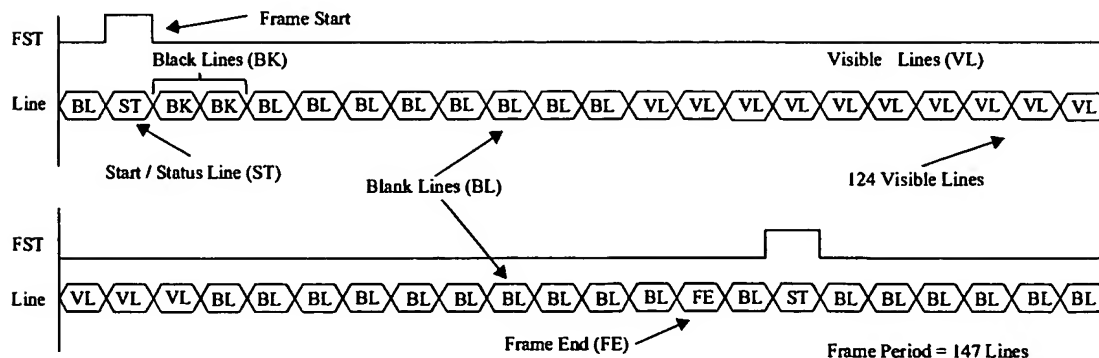 Frame Start
FST
Black Lines (BK)
Visible Lines (VL)
Line BL ST BK BK BL BL BL BL BL BL BL BL VL VL VL VL VL VL VL VL VL VL
Start / Status Line (ST)
Blank Lines (BL)
124 Visible Lines
FST
Line VL VL VL BL BL BL BL BL BL BL BL BL BL FE BL ST BL BL BL BL BL BL
Frame End (FE)
Frame Period = 147 Lines